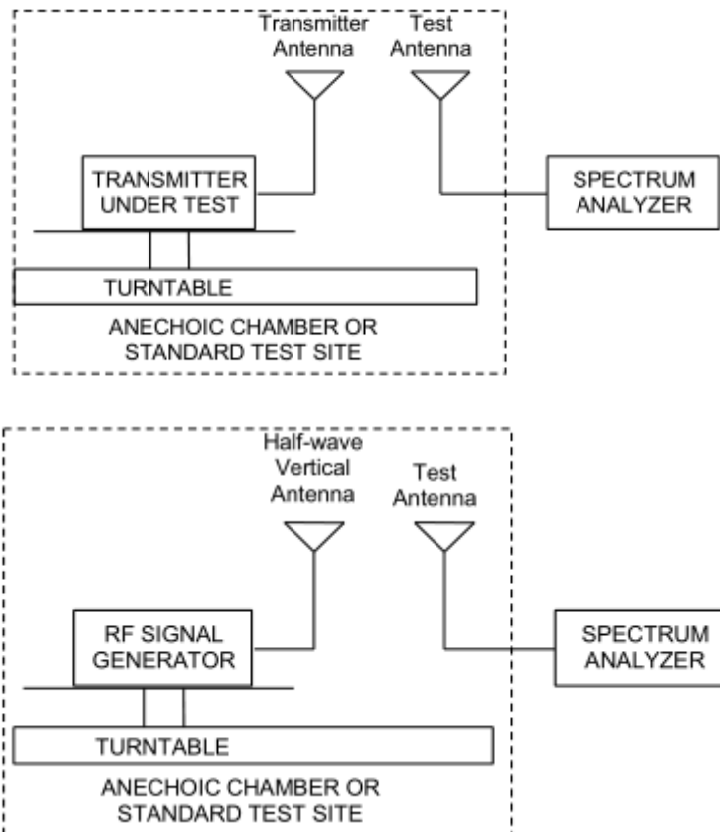 Transmitter
Antenna
Test
Antenna
TRANSMITTER
UNDER TEST
SPECTRUM
ANALYZER
TURNTABLE
ANECHOIC CHAMBER OR
STANDARD TEST SITE
Half-wave
Vertical
Antenna
Test
Antenna
RF SIGNAL
GENERATOR
SPECTRUM
ANALYZER
TURNTABLE
ANECHOIC CHAMBER OR
STANDARD TEST SITE